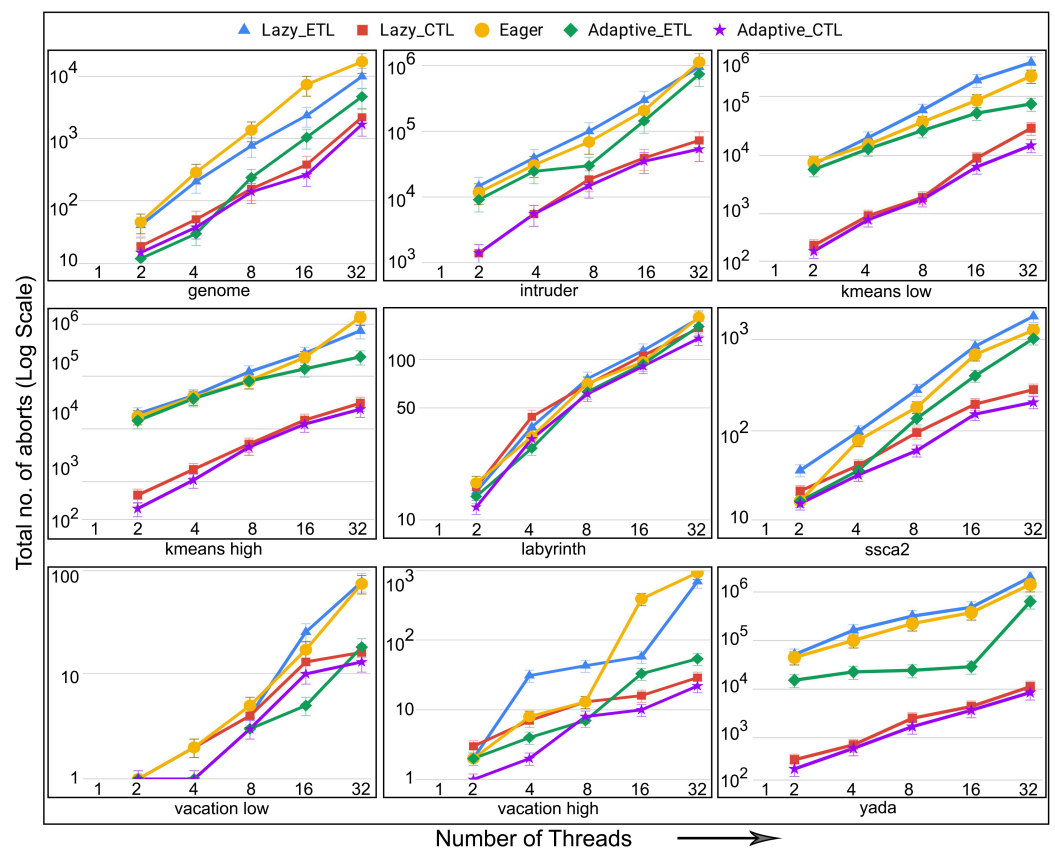 Lazy_ETL Lazy_CTL Eager Adaptive_ETL Adaptive_CTL
Total no. of aborts (Log Scale)
10^4
10^3
10^2
10
1 2 4 8 16 32
genome
10^6
10^5
10^4
10^3
1 2 4 8 16 32
intruder
10^6
10^5
10^4
10^3
10^2
1 2 4 8 16 32
kmeans low
10^6
10^5
10^4
10^3
10^2
1 2 4 8 16 32
kmeans high
100
50
10
1 2 4 8 16 32
labyrinth
10^3
10^2
10
1 2 4 8 16 32
ssca2
100
10
1
1 2 4 8 16 32
vacation low
10^3
10^2
10
1
1 2 4 8 16 32
vacation high
10^6
10^5
10^4
10^3
10^2
1 2 4 8 16 32
yada
Number of Threads